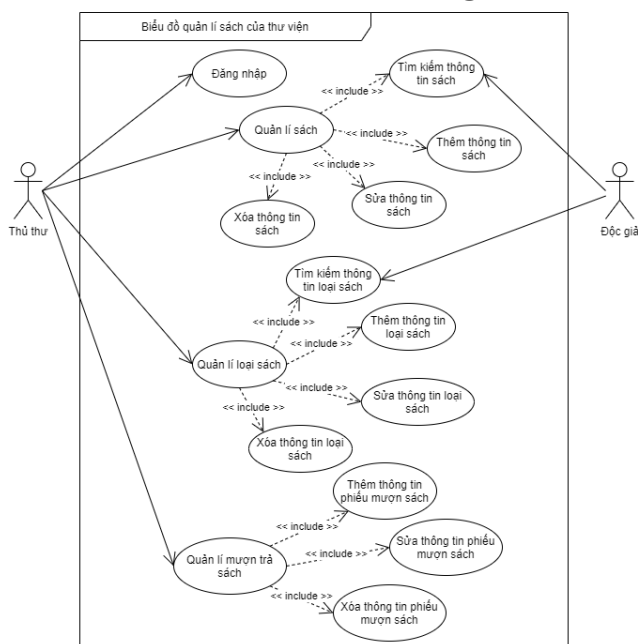 Biểu đồ quản lí sách của thư viện
Đăng nhập
Tìm kiếm thông
tin sách
<< include >>
Quản lí sách
<< include >>
Thêm thông tin
sách
<< include >>
<< include >>
Xóa thông tin
sách
Sửa thông tin
sách
Thủ thư
Độc giả
Tìm kiếm thông
tin loại sách
<< include >>
Thêm thông tin
loại sách
<< include >>
Quản lí loại sách
<< include >>
Sửa thông tin loại
sách
<< include >>
Xóa thông tin loại
sách
Thêm thông tin
phiếu mượn sách
<< include >>
Quản lí mượn trả
sách
<< include >>
Sửa thông tin phiếu
mượn sách
<< include >>
Xóa thông tin phiếu
mượn sách